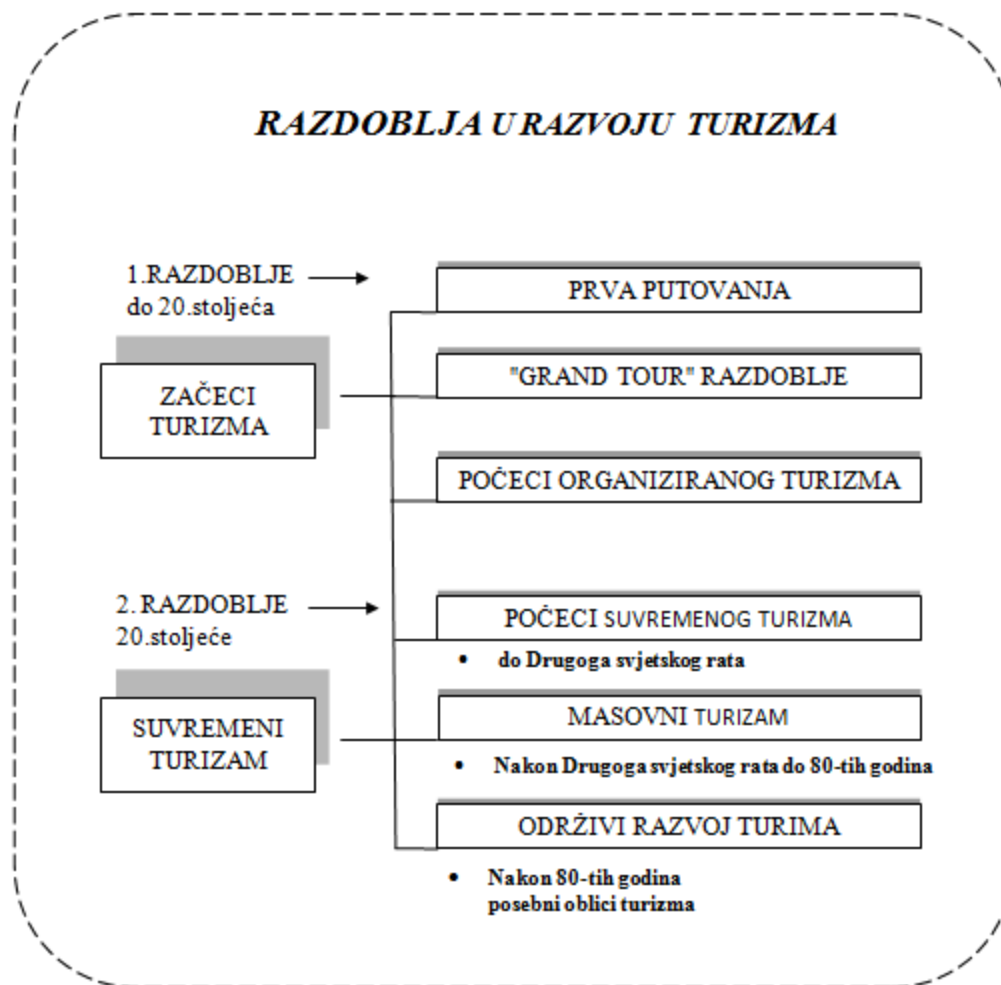 RAZDOBLJA U RAZVOJU TURIZMA
1.RAZDOBLJE
do 20.stoljeća
ZAČECI
TURIZMA
PRVA PUTOVANJA
"GRAND TOUR" RAZDOBLJE
POČECI ORGANIZIRANOG TURIZMA
2. RAZDOBLJE
20.stoljeće
SUVREMENI
TURIZAM
POČECI SUVREMENOG TURIZMA
• do Drugoga svjetskog rata
MASOVNI TURIZAM
• Nakon Drugoga svjetskog rata do 80-tih godina
ODRŽIVI RAZVOJ TURIMA
• Nakon 80-tih godina
posebni oblici turizma